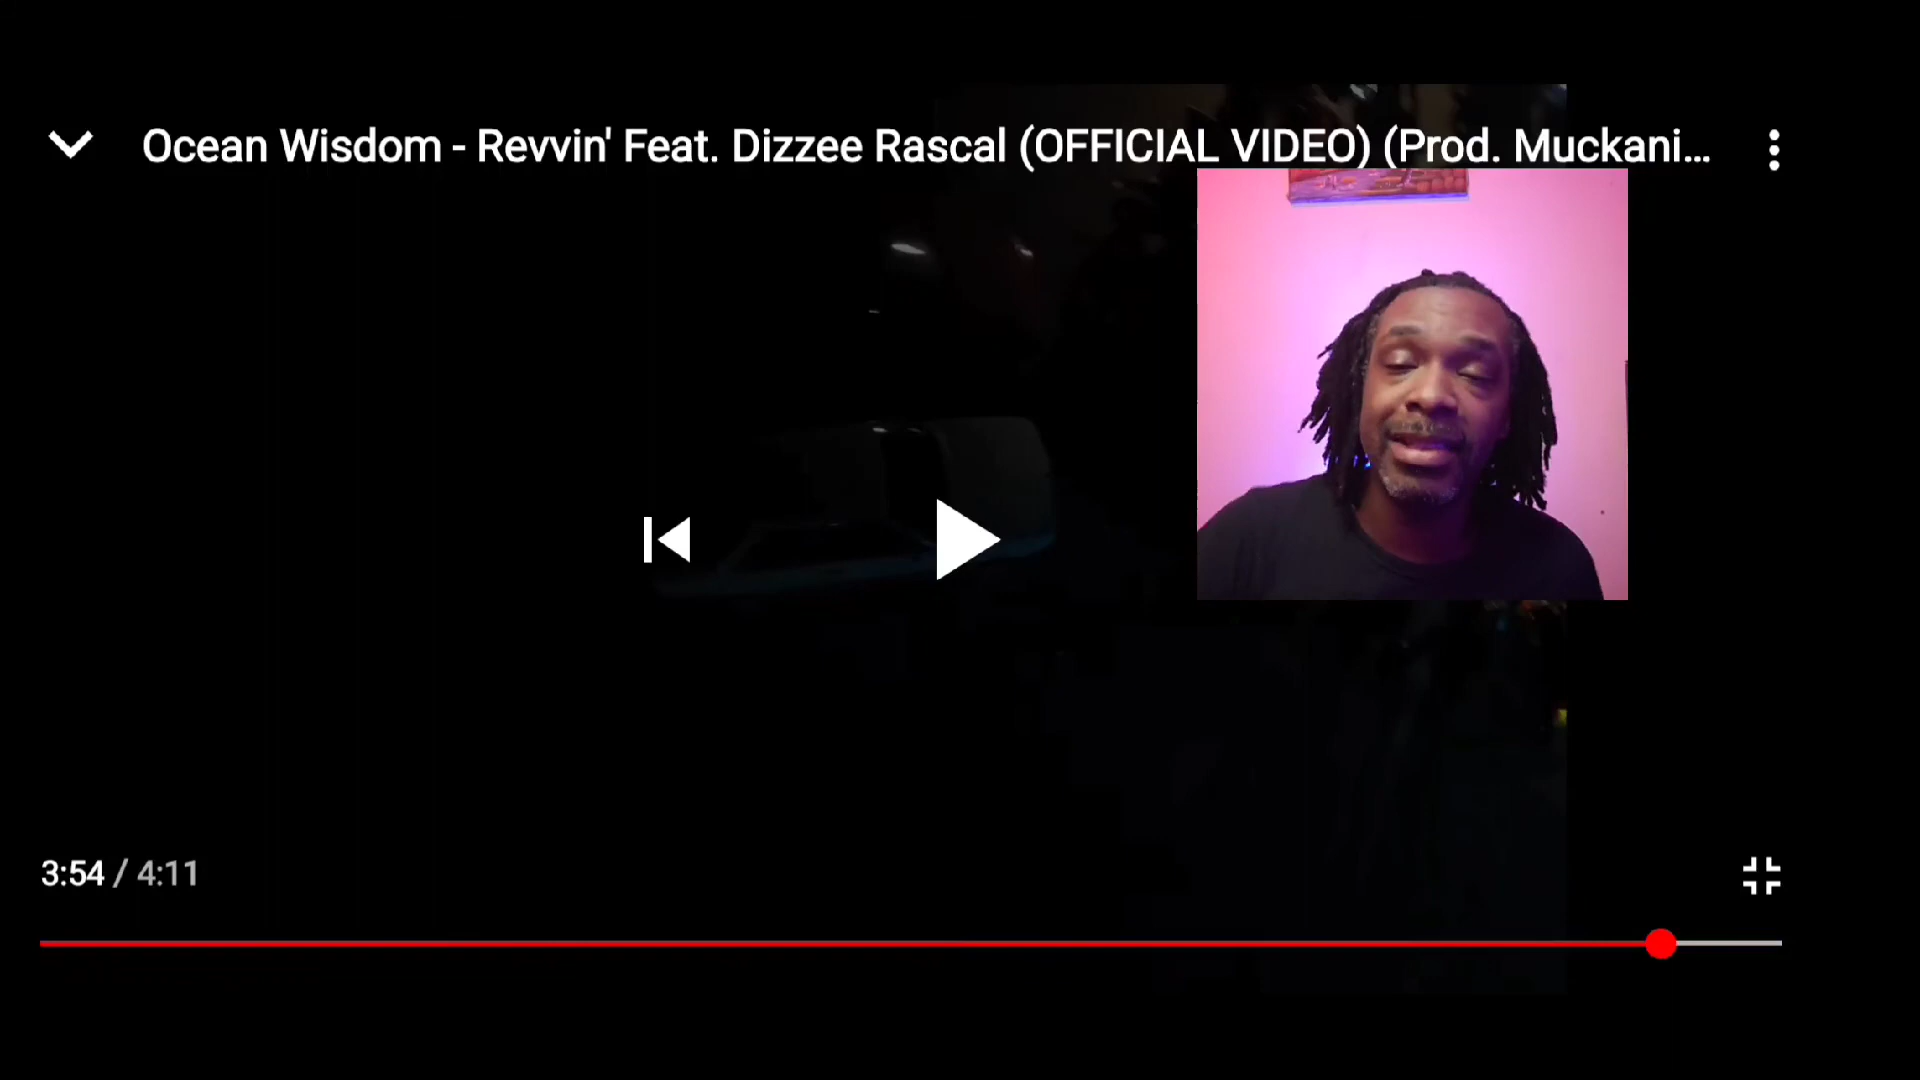 Ocean Wisdom - Revvin' Feat. Dizzee Rascal (OFFICIAL VIDEO) (Prod. Muckani...
3:54 / 4:11